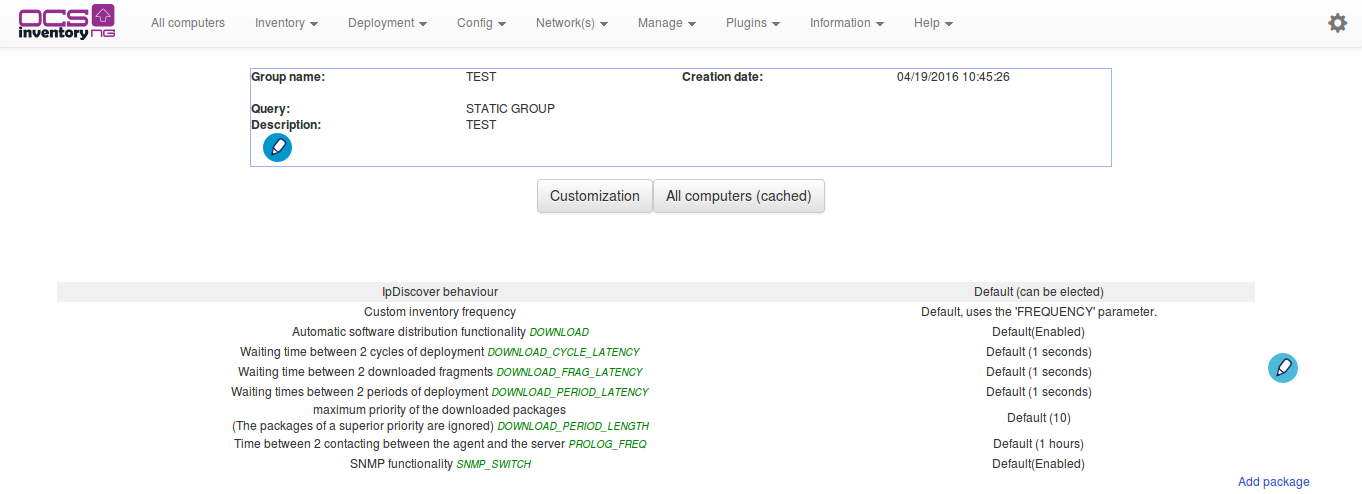 OCS inventory NG
All computers Inventory Deployment Config Network(s) Manage Plugins Information Help
Group name: TEST Creation date: 04/19/2016 10:45:26
Query: STATIC GROUP
Description: TEST
Customization All computers (cached)
IpDiscover behaviour Default (can be elected)
Custom inventory frequency Default, uses the 'FREQUENCY' parameter.
Automatic software distribution functionality DOWNLOAD Default(Enabled)
Waiting time between 2 cycles of deployment DOWNLOAD_CYCLE_LATENCY Default (1 seconds)
Waiting time between 2 downloaded fragments DOWNLOAD_FRAG_LATENCY Default (1 seconds)
Waiting times between 2 periods of deployment DOWNLOAD_PERIOD_LATENCY Default (1 seconds)
maximum priority of the downloaded packages
(The packages of a superior priority are ignored) DOWNLOAD_PERIOD_LENGTH Default (10)
Time between 2 contacting between the agent and the server PROLOG_FREQ Default (1 hours)
SNMP functionality SNMP_SWITCH Default(Enabled)
Add package